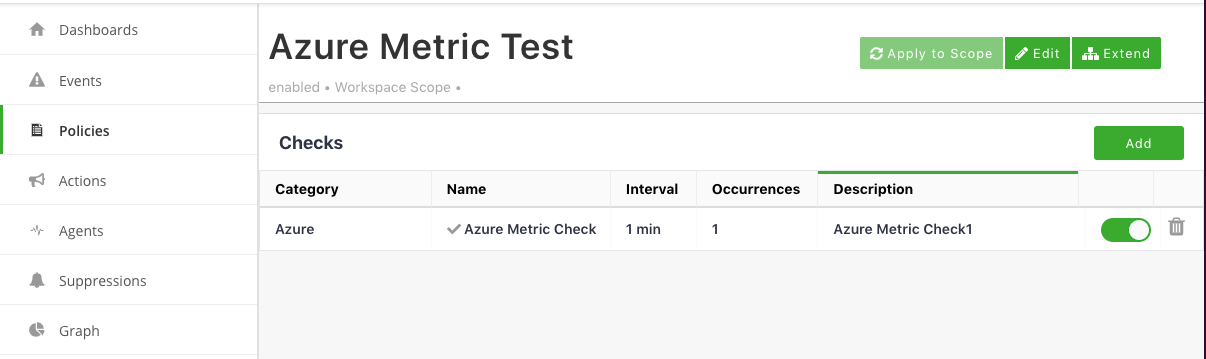 Dashboards
Events
Policies
Actions
Agents
Suppressions
Graph
Azure Metric Test
Apply to Scope Edit Extend
enabled • Workspace Scope •
Checks
Add
Category Name Interval Occurrences Description
Azure Azure Metric Check 1 min 1 Azure Metric Check1